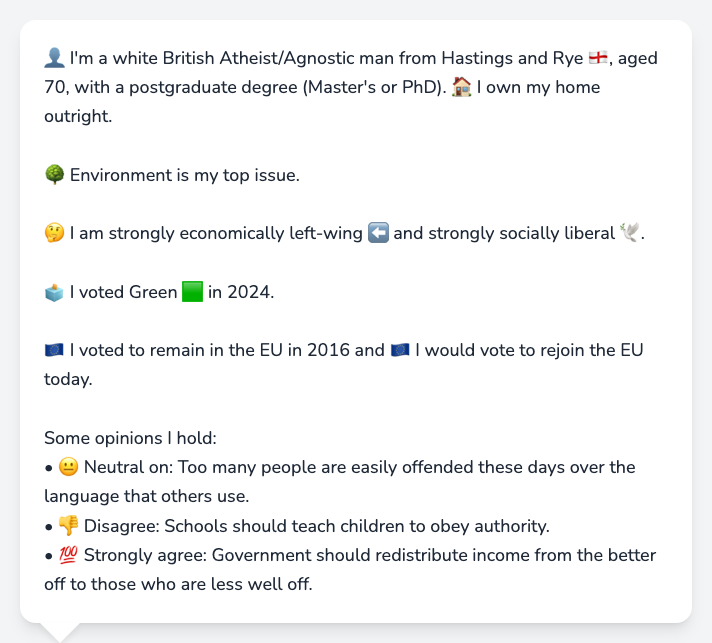 👤 I'm a white British Atheist/Agnostic man from Hastings and Rye 🏴󠁧󠁢󠁥󠁮󠁧󠁿, aged
70, with a postgraduate degree (Master's or PhD). 🏠 I own my home
outright.
🌳 Environment is my top issue.
🤔 I am strongly economically left-wing ⬅️ and strongly socially liberal 🕊️.
🗳️ I voted Green 🟩 in 2024.
🇪🇺 I voted to remain in the EU in 2016 and 🇪🇺 I would vote to rejoin the EU
today.
Some opinions I hold:
• 😐 Neutral on: Too many people are easily offended these days over the
language that others use.
• 👎 Disagree: Schools should teach children to obey authority.
• 💯 Strongly agree: Government should redistribute income from the better
off to those who are less well off.